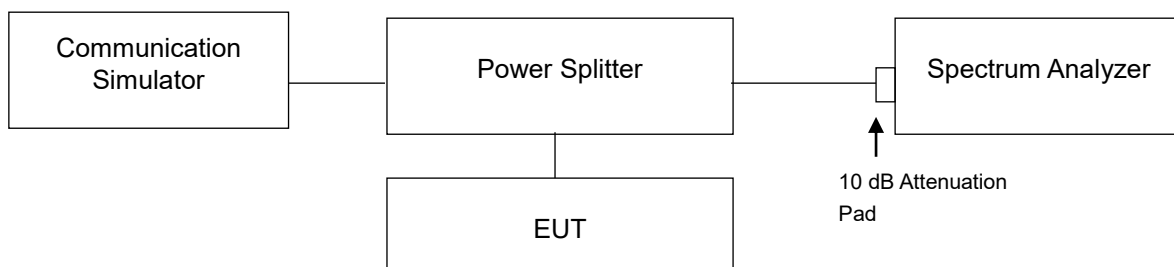 Communication
Simulator
Power Splitter
Spectrum Analyzer
10 dB Attenuation
Pad
EUT